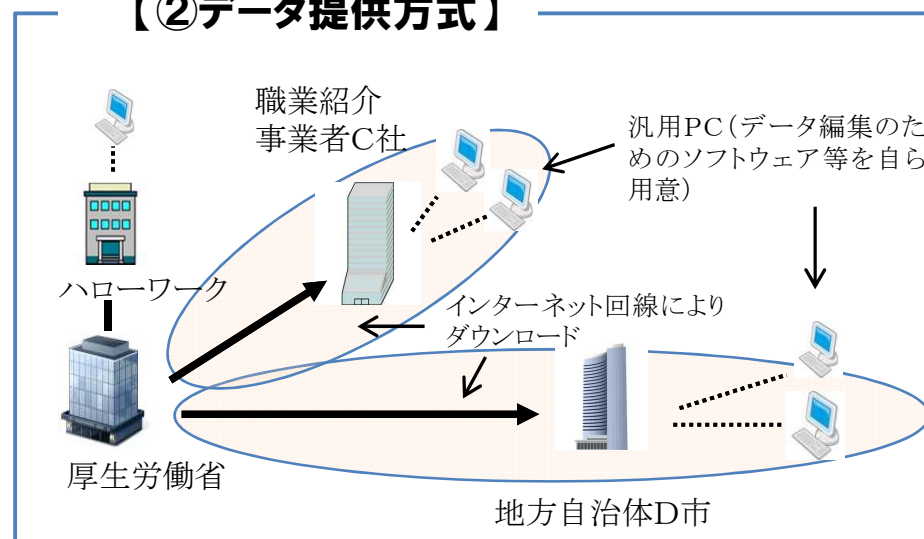 【②データ提供方式】
職業紹介
事業者C社
汎用PC(データ編集のた
めのソフトウェア等を自ら
用意)
ハローワーク
インターネット回線により
ダウンロード
厚生労働省
地方自治体D市